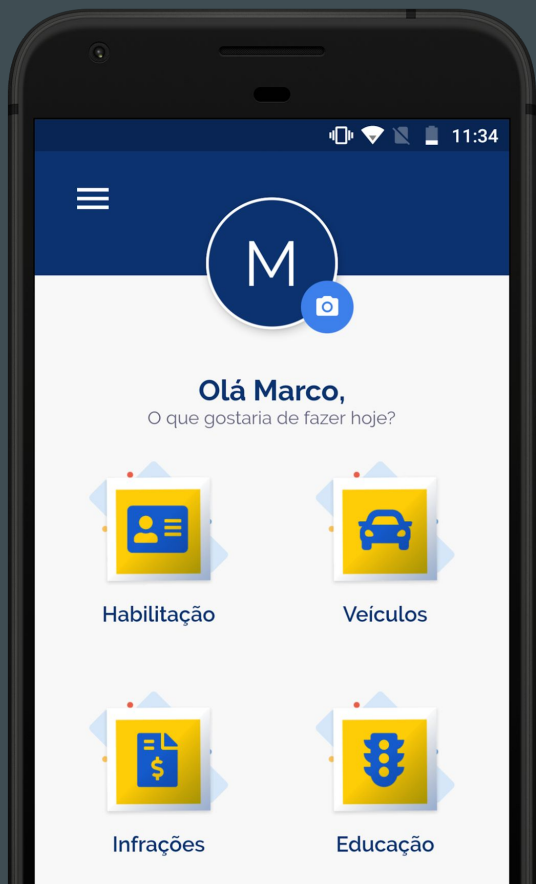 11:34
M
Olá Marco,
O que gostaria de fazer hoje?
Habilitação
Veículos
$
Infrações
Educação